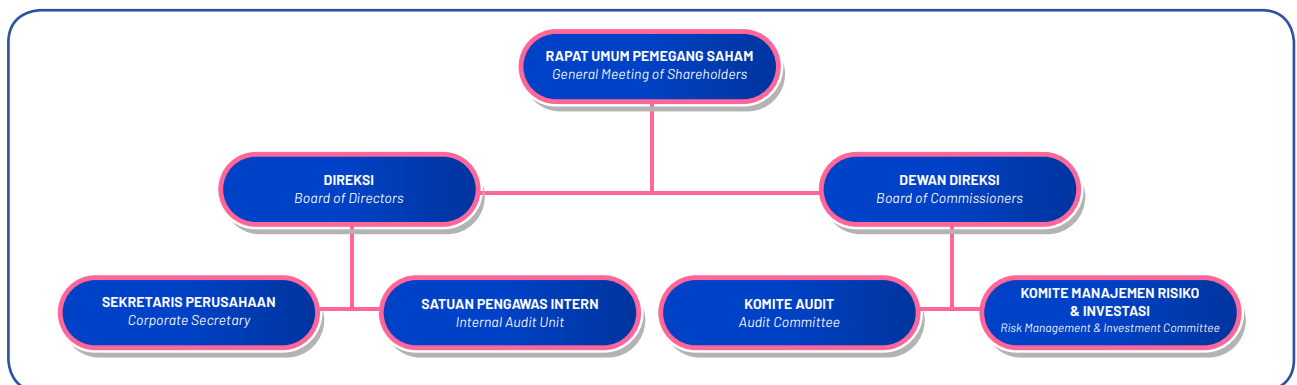 RAPAT UMUM PEMEGANG SAHAM
General Meeting of Shareholders
DIREKSI
Board of Directors
DEWAN DIREKSI
Board of Commissioners
SEKRETARIS PERUSAHAAN
Corporate Secretary
SATUAN PENGAWAS INTERN
Internal Audit Unit
KOMITE AUDIT
Audit Committee
KOMITE MANAJEMEN RISIKO
& INVESTASI
Risk Management & Investment Committee